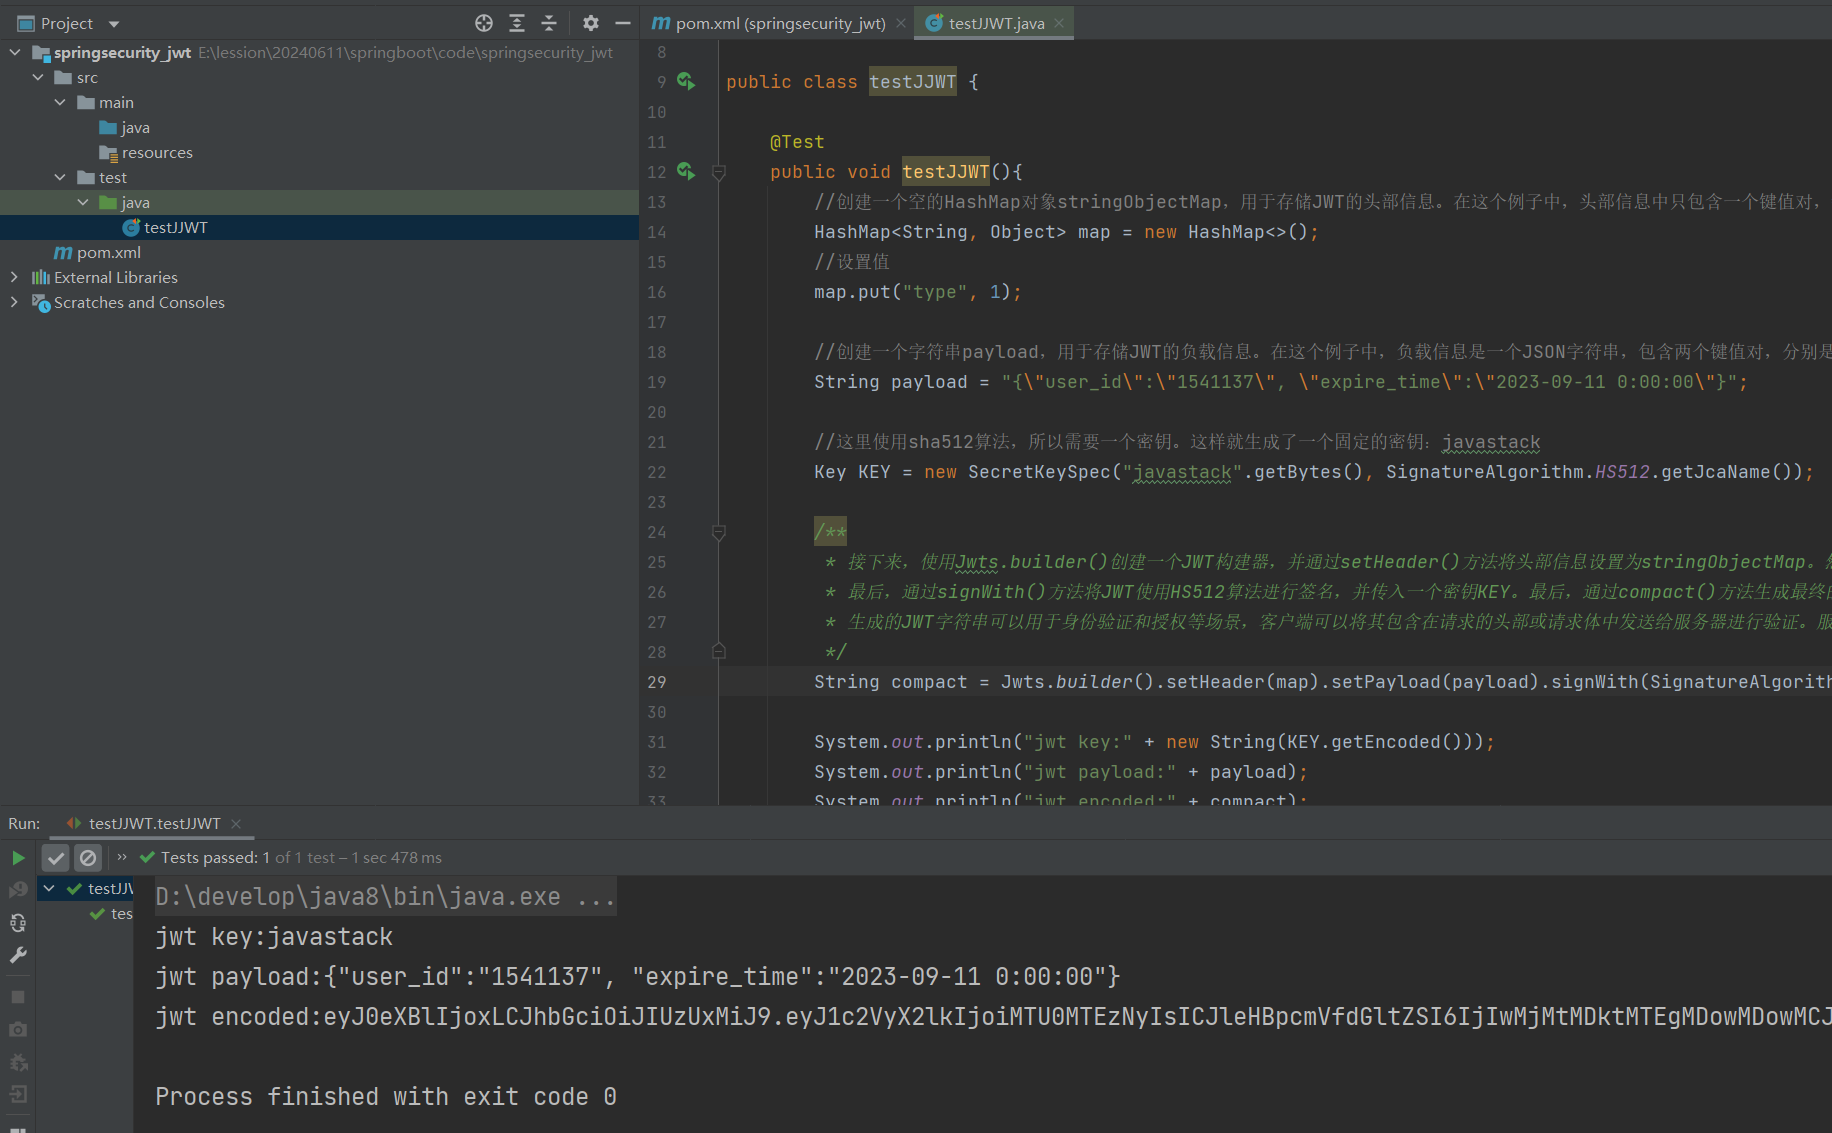 Project
springsecurity_jwt E:\lession\20240611\springboot\code\springsecurity_jwt
src
main
java
resources
test
java
testJJWT
pom.xml
External Libraries
Scratches and Consoles
pom.xml (springsecurity_jwt)
testJJWT.java
8
9 public class testJJWT {
10
11 @Test
12 public void testJJWT(){
13 //创建一个空的HashMap对象stringObjectMap，用于存储JWT的头部信息。在这个例子中，头部信息中只包含一个键值对，
14 HashMap<String, Object> map = new HashMap<>();
15 //设置值
16 map.put("type", 1);
17
18 //创建一个字符串payload，用于存储JWT的负载信息。在这个例子中，负载信息是一个JSON字符串，包含两个键值对，分别是
19 String payload = "{\"user_id\":\"1541137\", \"expire_time\":\"2023-09-11 0:00:00\"}";
20
21 //这里使用sha512算法，所以需要一个密钥。这样就生成了一个固定的密钥：javastack
22 Key KEY = new SecretKeySpec("javastack".getBytes(), SignatureAlgorithm.HS512.getJcaName());
23
24 /**
25 * 接下来，使用Jwts.builder()创建一个JWT构建器，并通过setHeader()方法将头部信息设置为stringObjectMap。
26 * 最后，通过signWith()方法将JWT使用HS512算法进行签名，并传入一个密钥KEY。最后，通过compact()方法生成最终
27 * 生成的JWT字符串可以用于身份验证和授权等场景，客户端可以将其包含在请求的头部或请求体中发送给服务器进行验证。服
28 */
29 String compact = Jwts.builder().setHeader(map).setPayload(payload).signWith(SignatureAlgorith
30
31 System.out.println("jwt key:" + new String(KEY.getEncoded()));
32 System.out.println("jwt payload:" + payload);
33 System.out.println("jwt encoded:" + compact);
Run: testJJWT.testJJWT
» Tests passed: 1 of 1 test – 1 sec 478 ms
testJJW
tes
D:\develop\java8\bin\java.exe ...
jwt key:javastack
jwt payload:{"user_id":"1541137", "expire_time":"2023-09-11 0:00:00"}
jwt encoded:eyJ0eXBlIjoxLCJhbGciOiJIUzUxMiJ9.eyJ1c2VyX2lkIjoiMTU0MTEzNyIsICJleHBpcmVfdGltZSI6IjIwMjMtMDktMTEgMDowMDowMCJ
Process finished with exit code 0